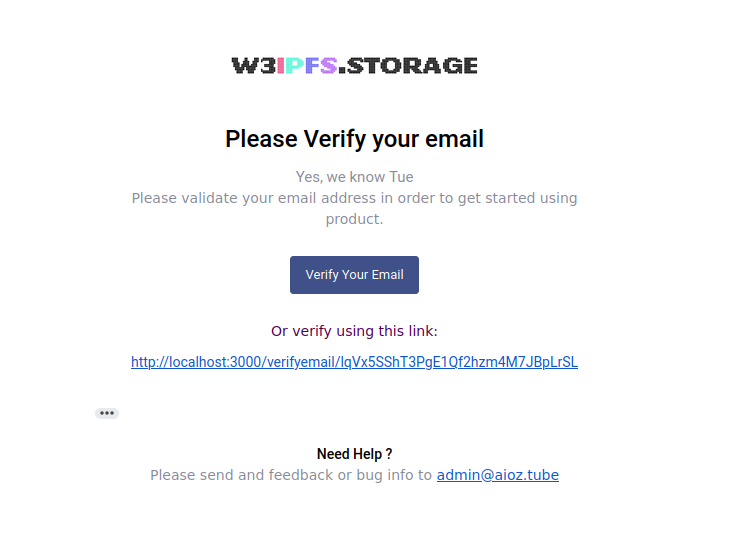 W3IPFS.STORAGE
Please Verify your email
Yes, we know Tue
Please validate your email address in order to get started using
product.
Verify Your Email
Or verify using this link:
http://localhost:3000/verifyemail/IqVx5SShT3PgE1Qf2hzm4M7JBpLrSL
Need Help ?
Please send and feedback or bug info to admin@aioz.tube